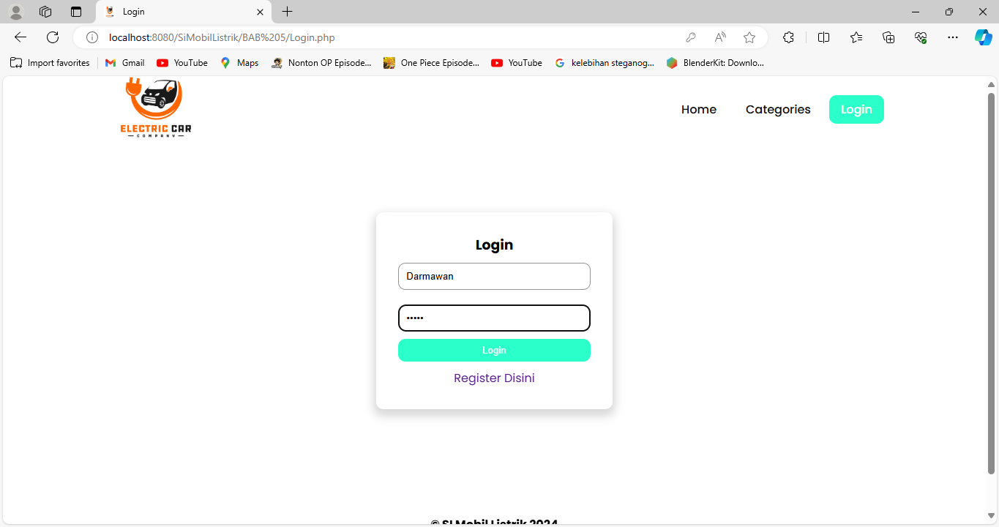 Login
localhost:8080/SiMobilListrik/BAB%205/Login.php
Import favorites Gmail YouTube Maps Nonton OP Episode... One Piece Episode... YouTube kelebihan steganog... BlenderKit: Downlo...
ELECTRIC CAR
COMPANY
Home Categories Login
Login
Darmawan
•••••
Login
Register Disini
© SI Mobil Listrik 2024